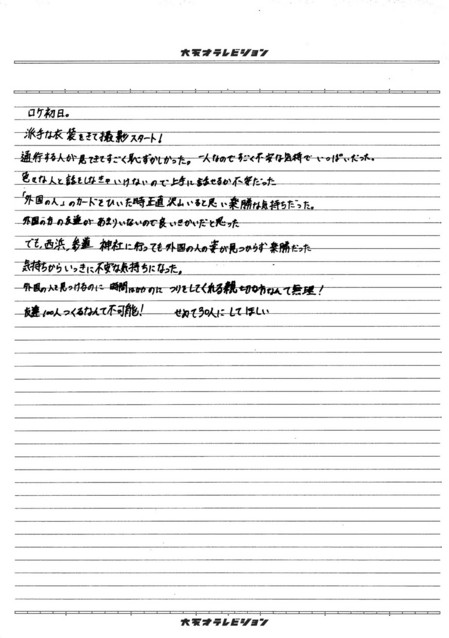 大天才テレビジョン
ロケ初日。
派手な衣装をきて撮影スタート！
通行する人が見てきてすごく恥ずかしかった。一人なのですごく不安な気持でいっぱいだった。
色々な人と話をしなきゃいけないので上手に話せるか不安だった
「外国の人」のカードをひいた時正直沢山いると思い楽勝な気持ちだった。
外国の方の友達があまりいないので良いきかいだと思った
でも、西浜、参道、神社に行っても外国の人の姿が見つからず楽勝だった
気持ちからいっきに不安な気持ちになった。
外国の人を見つけるのに時間はかかるのに つりをしてくれる親切な方なんて無理！
友達100人つくるなんて不可能！ せめて50人にしてほしい
大天才テレビジョン